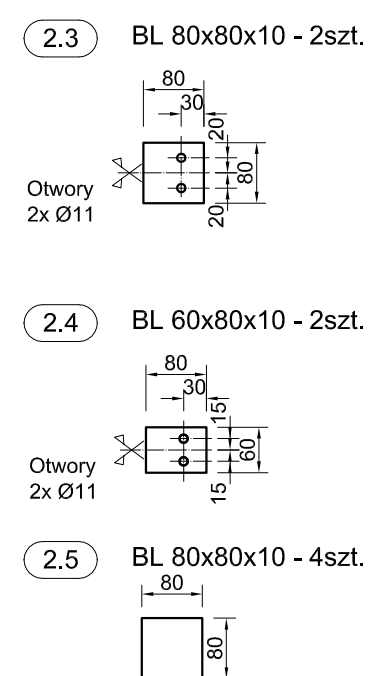 2.3 BL 80x80x10 - 2szt.
80
30
20
80
Otwory
2x Ø11
20
2.4 BL 60x80x10 - 2szt.
80
30
15
60
Otwory
2x Ø11
15
2.5 BL 80x80x10 - 4szt.
80
80